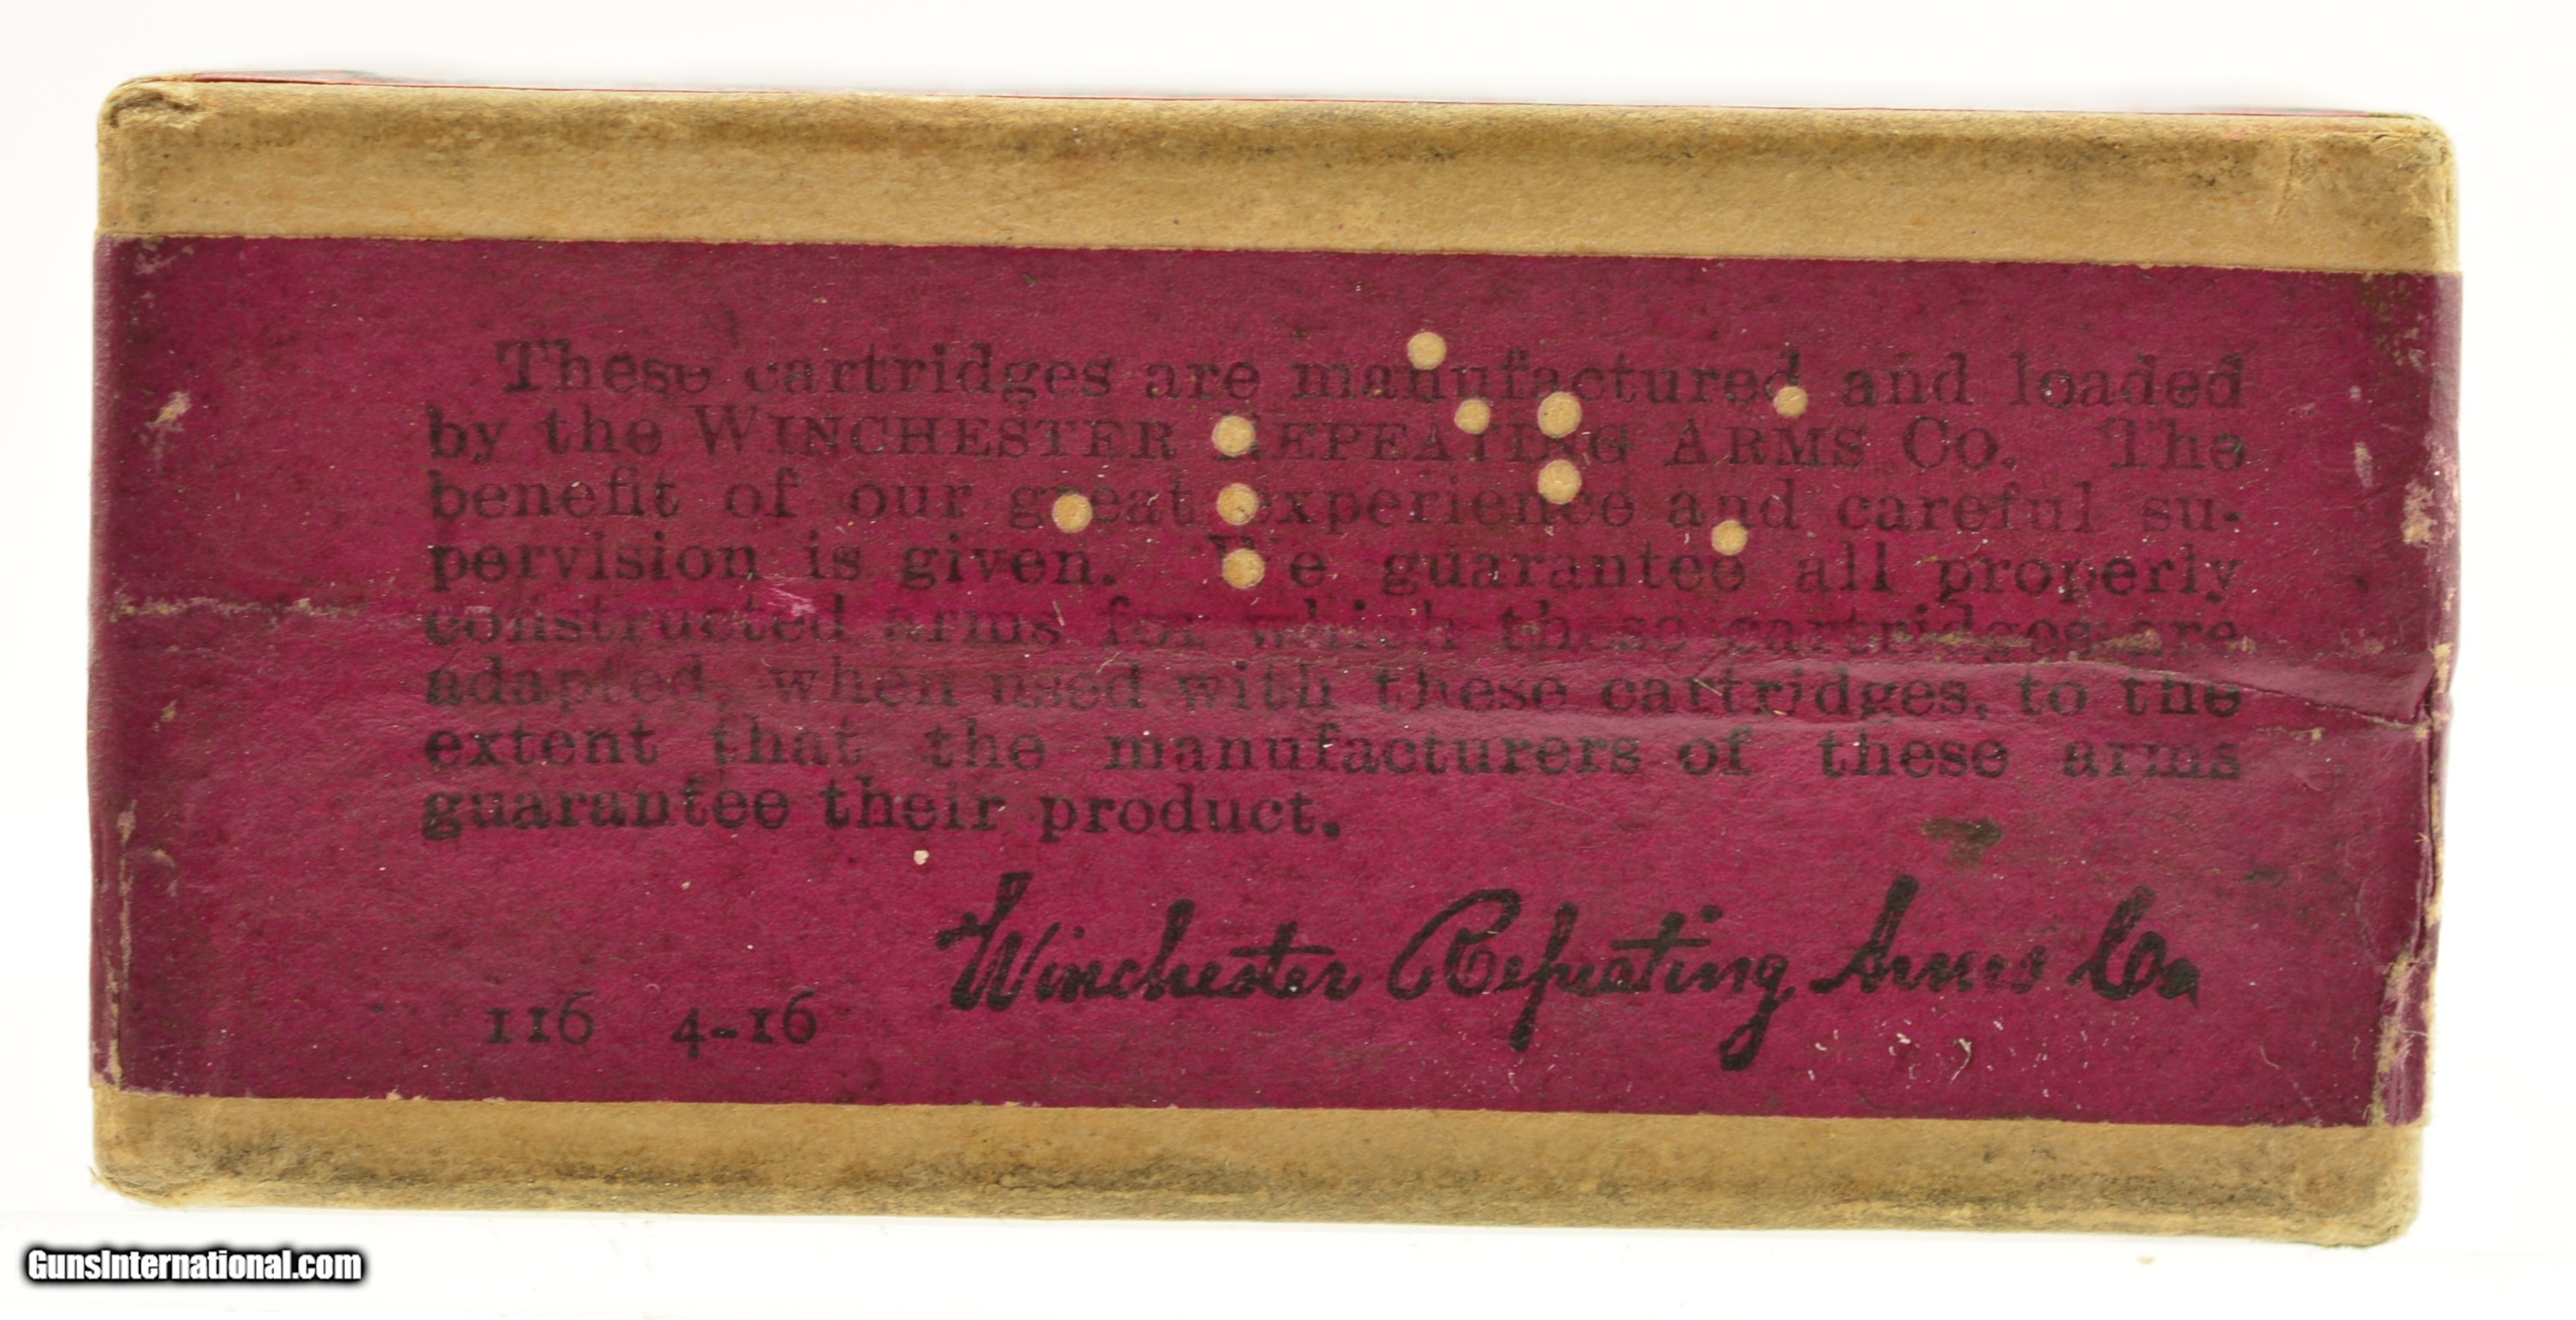 These cartridges are manufactured and loaded
by the WINCHESTER REPEATING ARMS CO. The
benefit of our great experience and careful su-
pervision is given. We guarantee all properly
constructed arms for which these cartridges are
adapted, when used with these cartridges, to the
extent that the manufacturers of these arms
guarantee their product.
Winchester Repeating Arms Co
116 4-16
GunsInternational.com